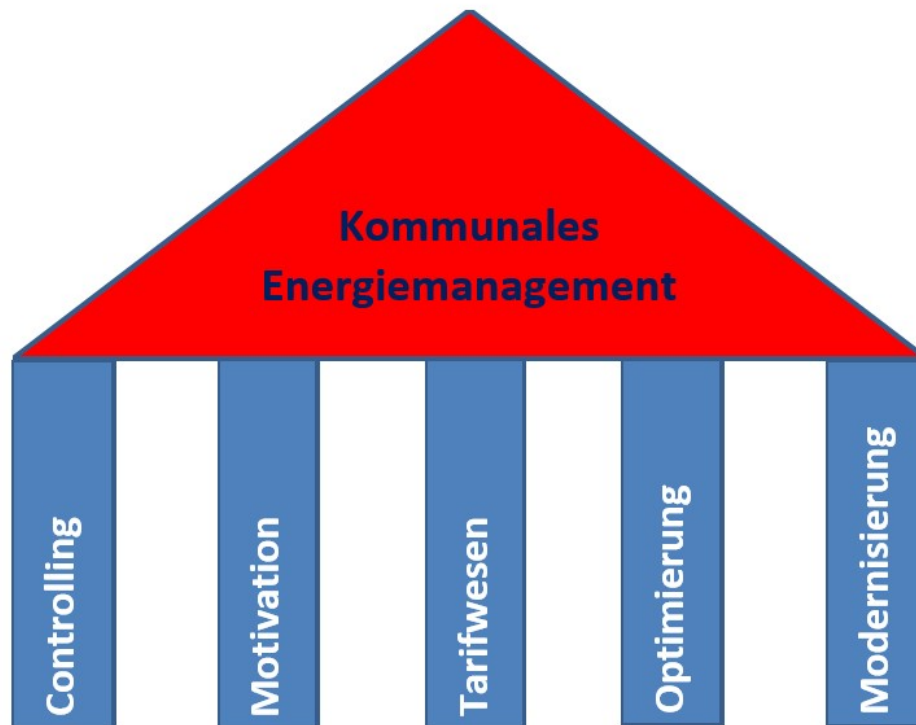 Kommunales
Energiemanagement
Controlling
Motivation
Tarifwesen
Optimierung
Modernisierung